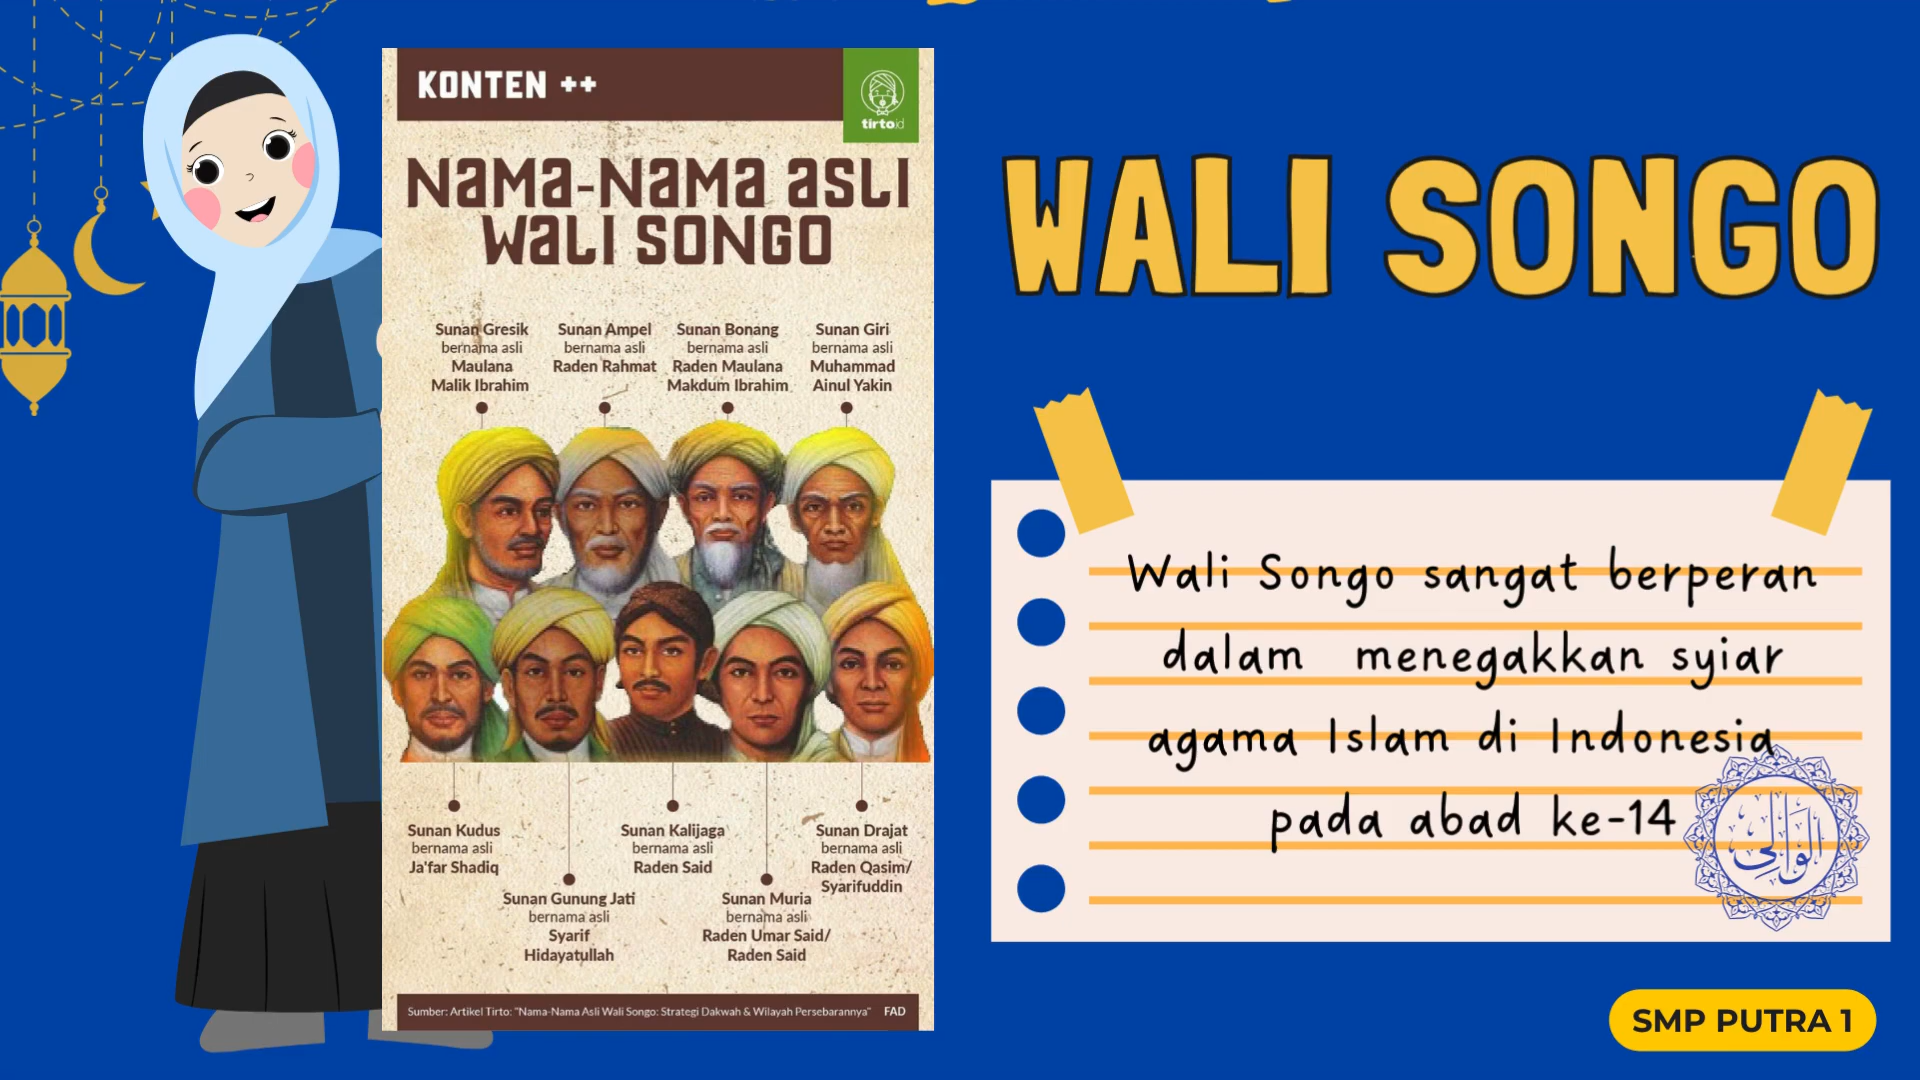 KONTEN ++
tirto.id
NAMA-NAMA ASLI
WALI SONGO
Sunan Gresik
bernama asli
Maulana
Malik Ibrahim
Sunan Ampel
bernama asli
Raden Rahmat
Sunan Bonang
bernama asli
Raden Maulana
Makdum Ibrahim
Sunan Giri
bernama asli
Muhammad
Ainul Yakin
Sunan Kudus
bernama asli
Ja'far Shadiq
Sunan Gunung Jati
bernama asli
Syarif
Hidayatullah
Sunan Kalijaga
bernama asli
Raden Said
Sunan Muria
bernama asli
Raden Umar Said/
Raden Said
Sunan Drajat
bernama asli
Raden Qasim/
Syarifuddin
Sumber: Artikel Tirto: "Nama-Nama Asli Wali Songo: Strategi Dakwah & Wilayah Persebarannya"
FAD
WALI SONGO
Wali Songo sangat berperan
dalam menegakkan syiar
agama Islam di Indonesia
pada abad ke-14
الوالي
SMP PUTRA 1